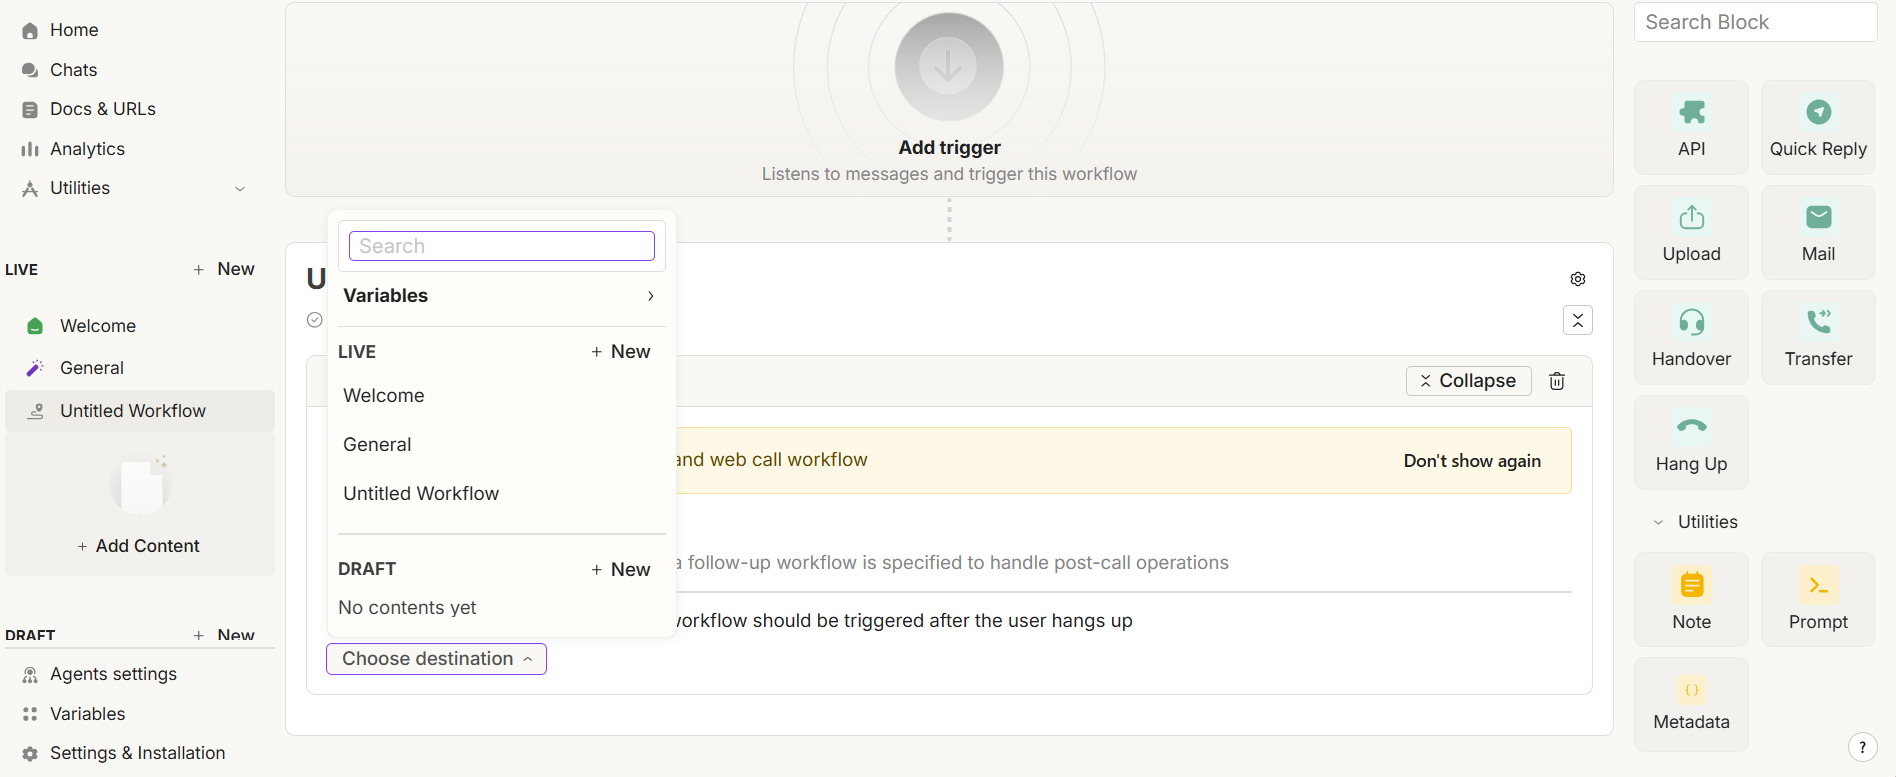 Home
Chats
Docs & URLs
Analytics
Utilities
LIVE
+ New
Welcome
General
Untitled Workflow
+ Add Content
DRAFT
+ New
Agents settings
Variables
Settings & Installation
Add trigger
Listens to messages and trigger this workflow
Search
Variables
LIVE
+ New
Welcome
General
Untitled Workflow
DRAFT
+ New
No contents yet
Choose destination
U
Collapse
and web call workflow
Don't show again
a follow-up workflow is specified to handle post-call operations
workflow should be triggered after the user hangs up
Search Block
API
Quick Reply
Upload
Mail
Handover
Transfer
Hang Up
Utilities
Note
Prompt
Metadata
?